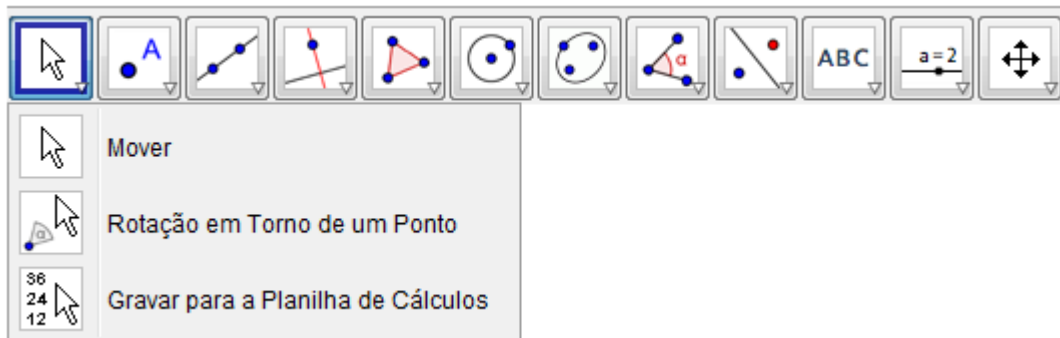 A
α
ABC
a=2
Mover
α
Rotação em Torno de um Ponto
36
24
12
Gravar para a Planilha de Cálculos